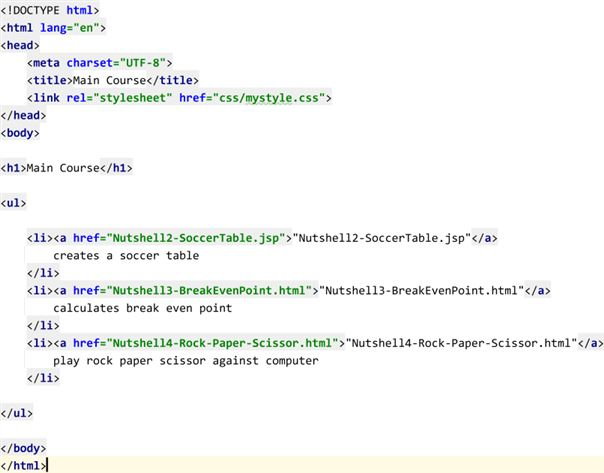 <!DOCTYPE html>
<html lang="en">
<head>
    <meta charset="UTF-8">
    <title>Main Course</title>
    <link rel="stylesheet" href="css/mystyle.css">
</head>
<body>
<h1>Main Course</h1>
<ul>
    <li><a href="Nutshell2-SoccerTable.jsp">"Nutshell2-SoccerTable.jsp"</a>
        creates a soccer table
    </li>
    <li><a href="Nutshell3-BreakEvenPoint.html">"Nutshell3-BreakEvenPoint.html"</a>
        calculates break even point
    </li>
    <li><a href="Nutshell4-Rock-Paper-Scissor.html">"Nutshell4-Rock-Paper-Scissor.html"</a>
        play rock paper scissor against computer
    </li>
</ul>
</body>
</html>